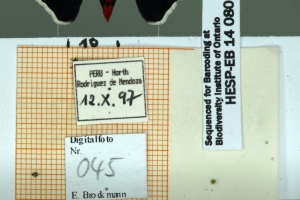 PERU - North
Rodriguez de Mendoza
12.X.97
Digitalfoto
Nr.
045
E. Brockmann
Sequenced for Barcoding at
Biodiversity Institute of Ontario
HESP-EB 14 080